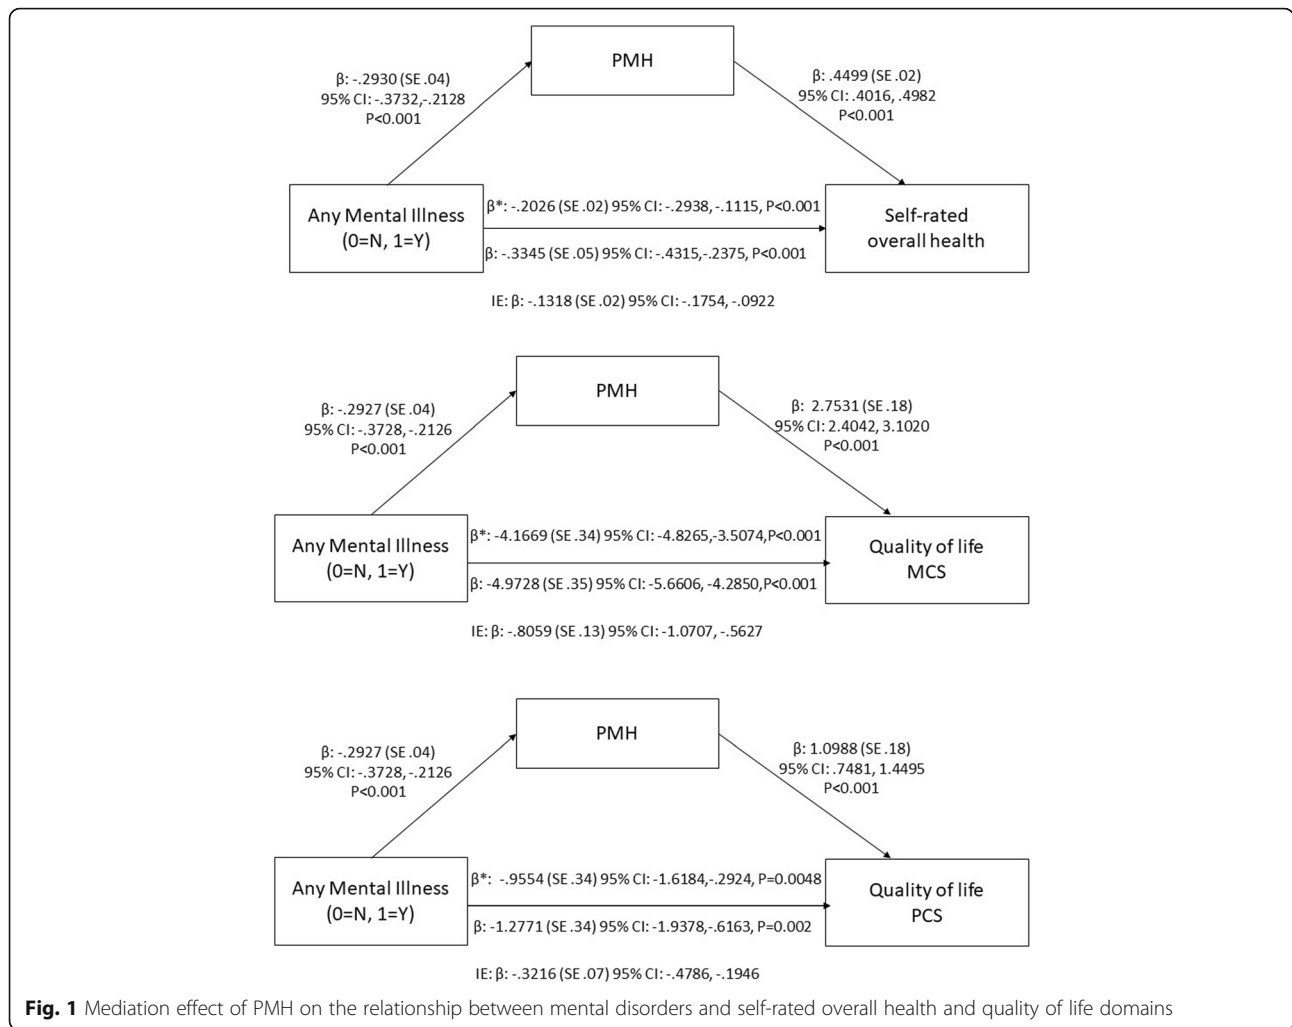 PMH
β: -.2930 (SE .04)
95% CI: -.3732,-.2128
P<0.001
β: .4499 (SE .02)
95% CI: .4016, .4982
P<0.001
Any Mental Illness
(0=N, 1=Y)
β*: -.2026 (SE .02) 95% CI: -.2938, -.1115, P<0.001
β: -.3345 (SE .05) 95% CI: -.4315,-.2375, P<0.001
Self-rated
overall health
IE: β: -.1318 (SE .02) 95% CI: -.1754, -.0922
PMH
β: -.2927 (SE .04)
95% CI: -.3728, -.2126
P<0.001
β: 2.7531 (SE .18)
95% CI: 2.4042, 3.1020
P<0.001
Any Mental Illness
(0=N, 1=Y)
β*: -4.1669 (SE .34) 95% CI: -4.8265,-3.5074,P<0.001
β: -4.9728 (SE .35) 95% CI: -5.6606, -4.2850,P<0.001
Quality of life
MCS
IE: β: -.8059 (SE .13) 95% CI: -1.0707, -.5627
PMH
β: -.2927 (SE .04)
95% CI: -.3728, -.2126
P<0.001
β: 1.0988 (SE .18)
95% CI: .7481, 1.4495
P<0.001
Any Mental Illness
(0=N, 1=Y)
β*: -.9554 (SE .34) 95% CI: -1.6184,-.2924, P=0.0048
β: -1.2771 (SE .34) 95% CI: -1.9378,-.6163, P=0.002
Quality of life
PCS
IE: β: -.3216 (SE .07) 95% CI: -.4786, -.1946
Fig. 1 Mediation effect of PMH on the relationship between mental disorders and self-rated overall health and quality of life domains